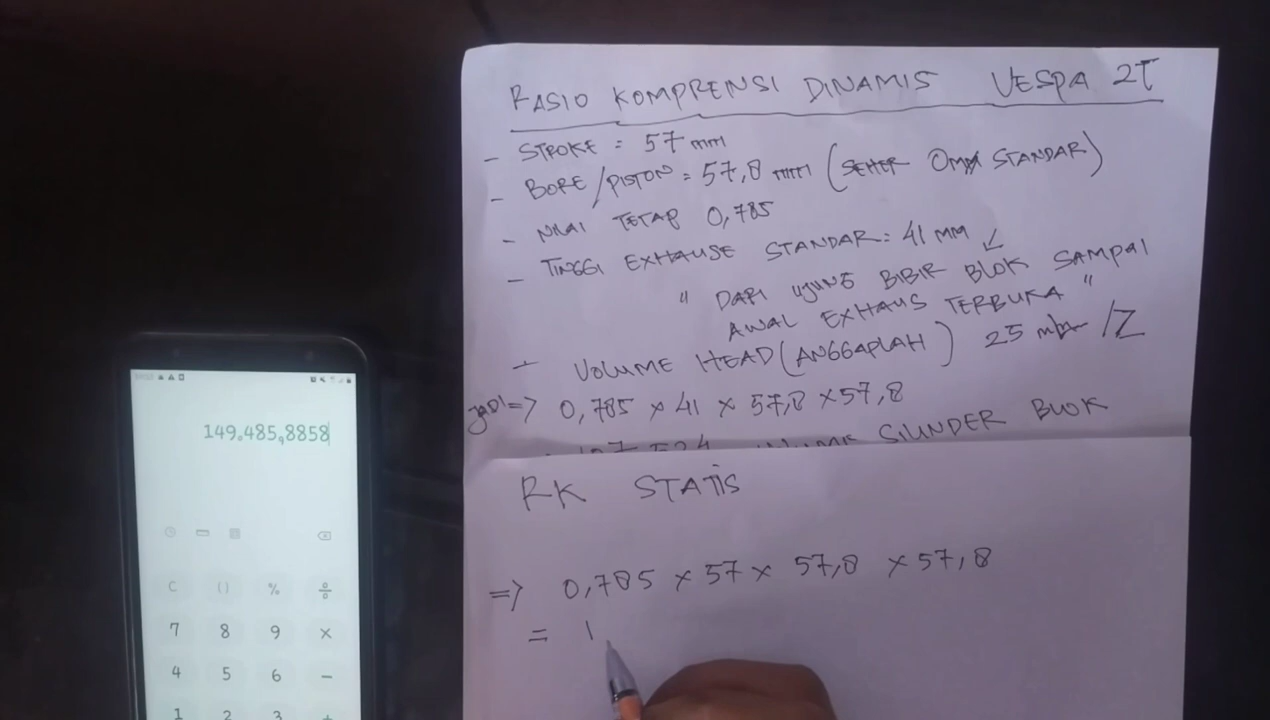 RASIO KOMPRENSI DINAMIS VESPA 2T
- STROKE = 57 mm
- BORE/PISTON = 57,8 mm (SEHER OM STANDAR)
- NILAI TETAP 0,785
- TINGGI EXHAUSE STANDAR: 41 MM
" DARI UJUNG BIBIR BLOK SAMPAI
AWAL EXHAUS TERBUKA "
- VOLUME HEAD (ANGGAPLAH) 25
JADI => 0,785 x 41 x 57,8 x 57,8
SILINDER BLOK
RK STATIS
=> 0,785 x 57 x 57,8 x 57,8
= 1
149.485,8858
C () % ÷
7 8 9 ×
4 5 6 −
1 2 3 +